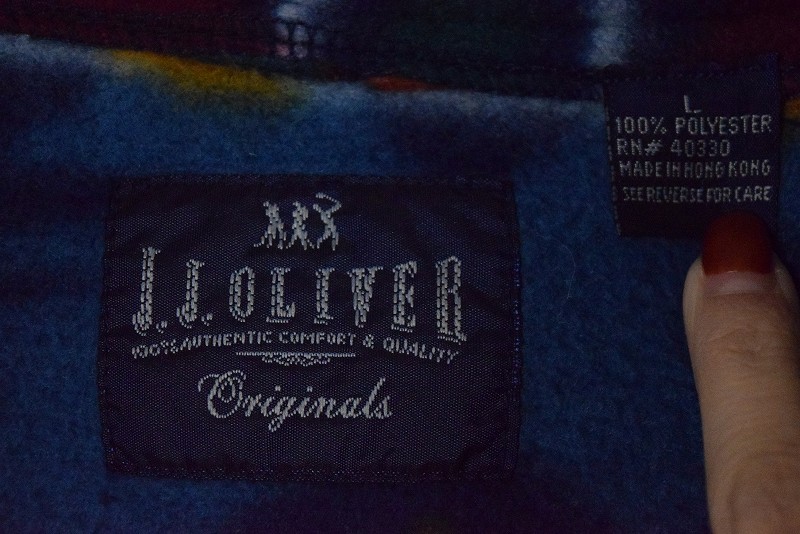 J.J. OLIVER
100% AUTHENTIC COMFORT & QUALITY
Originals
L
100% POLYESTER
RN# 40330
MADE IN HONG KONG
SEE REVERSE FOR CARE